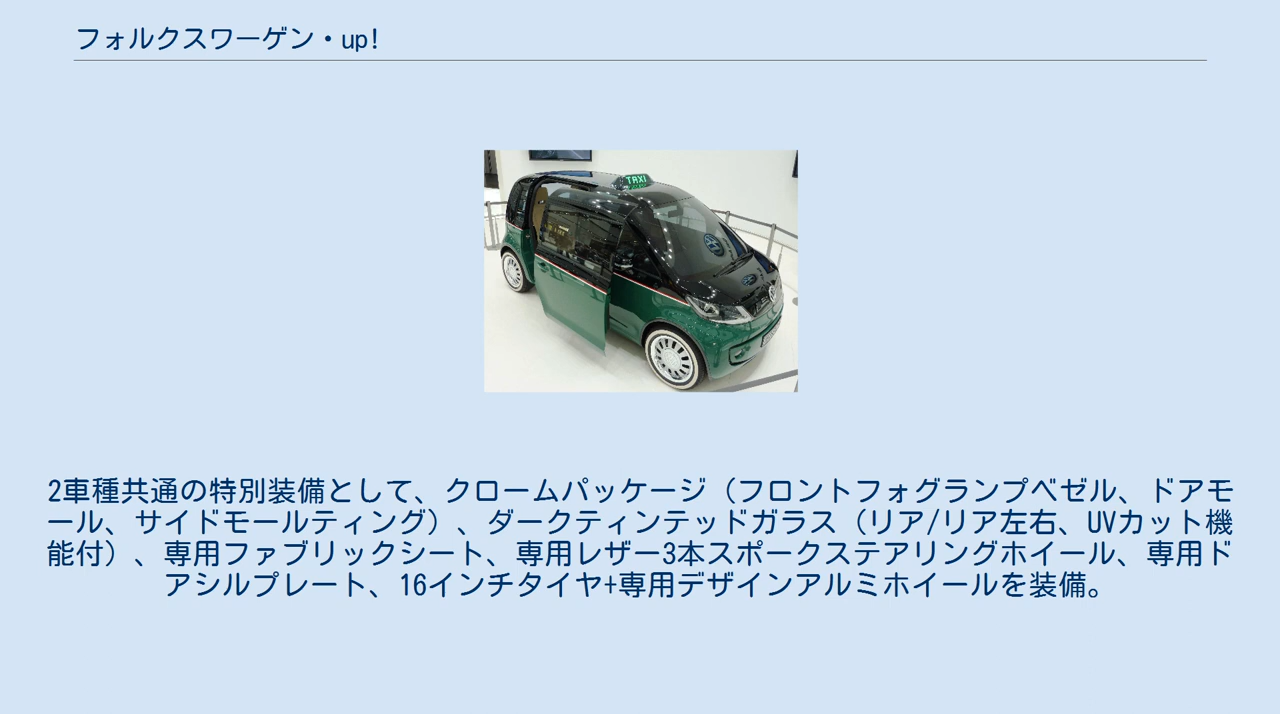 フォルクスワーゲン・up!
TAXI
2車種共通の特別装備として、クロームパッケージ（フロントフォグランプベゼル、ドアモ
ール、サイドモールティング）、ダークティンテッドガラス（リア/リア左右、UVカット機
能付）、専用ファブリックシート、専用レザー3本スポークステアリングホイール、専用ド
アシルプレート、16インチタイヤ+専用デザインアルミホイールを装備。